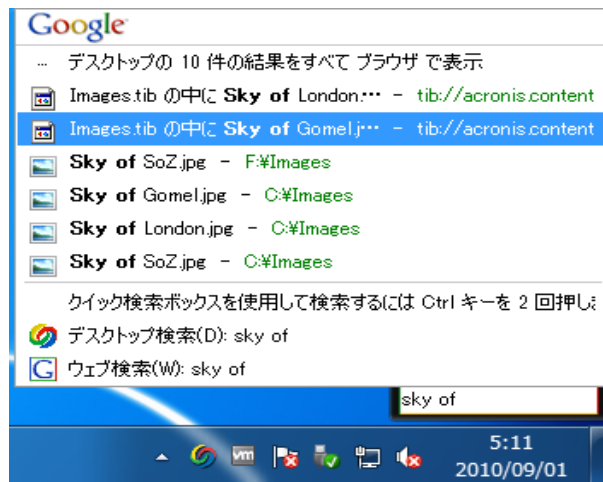 Google
... デスクトップの 10 件の結果をすべて ブラウザ で表示
Images.tib の中に Sky of London.… - tib://acronis.content
Images.tib の中に Sky of Gomel.j… - tib://acronis.content
Sky of SoZ.jpg - F:¥Images
Sky of Gomel.jpg - C:¥Images
Sky of London.jpg - C:¥Images
Sky of SoZ.jpg - C:¥Images
クイック検索ボックスを使用して検索するには Ctrl キーを 2 回押しま
デスクトップ検索(D): sky of
G ウェブ検索(W): sky of
sky of
vm
5:11
2010/09/01